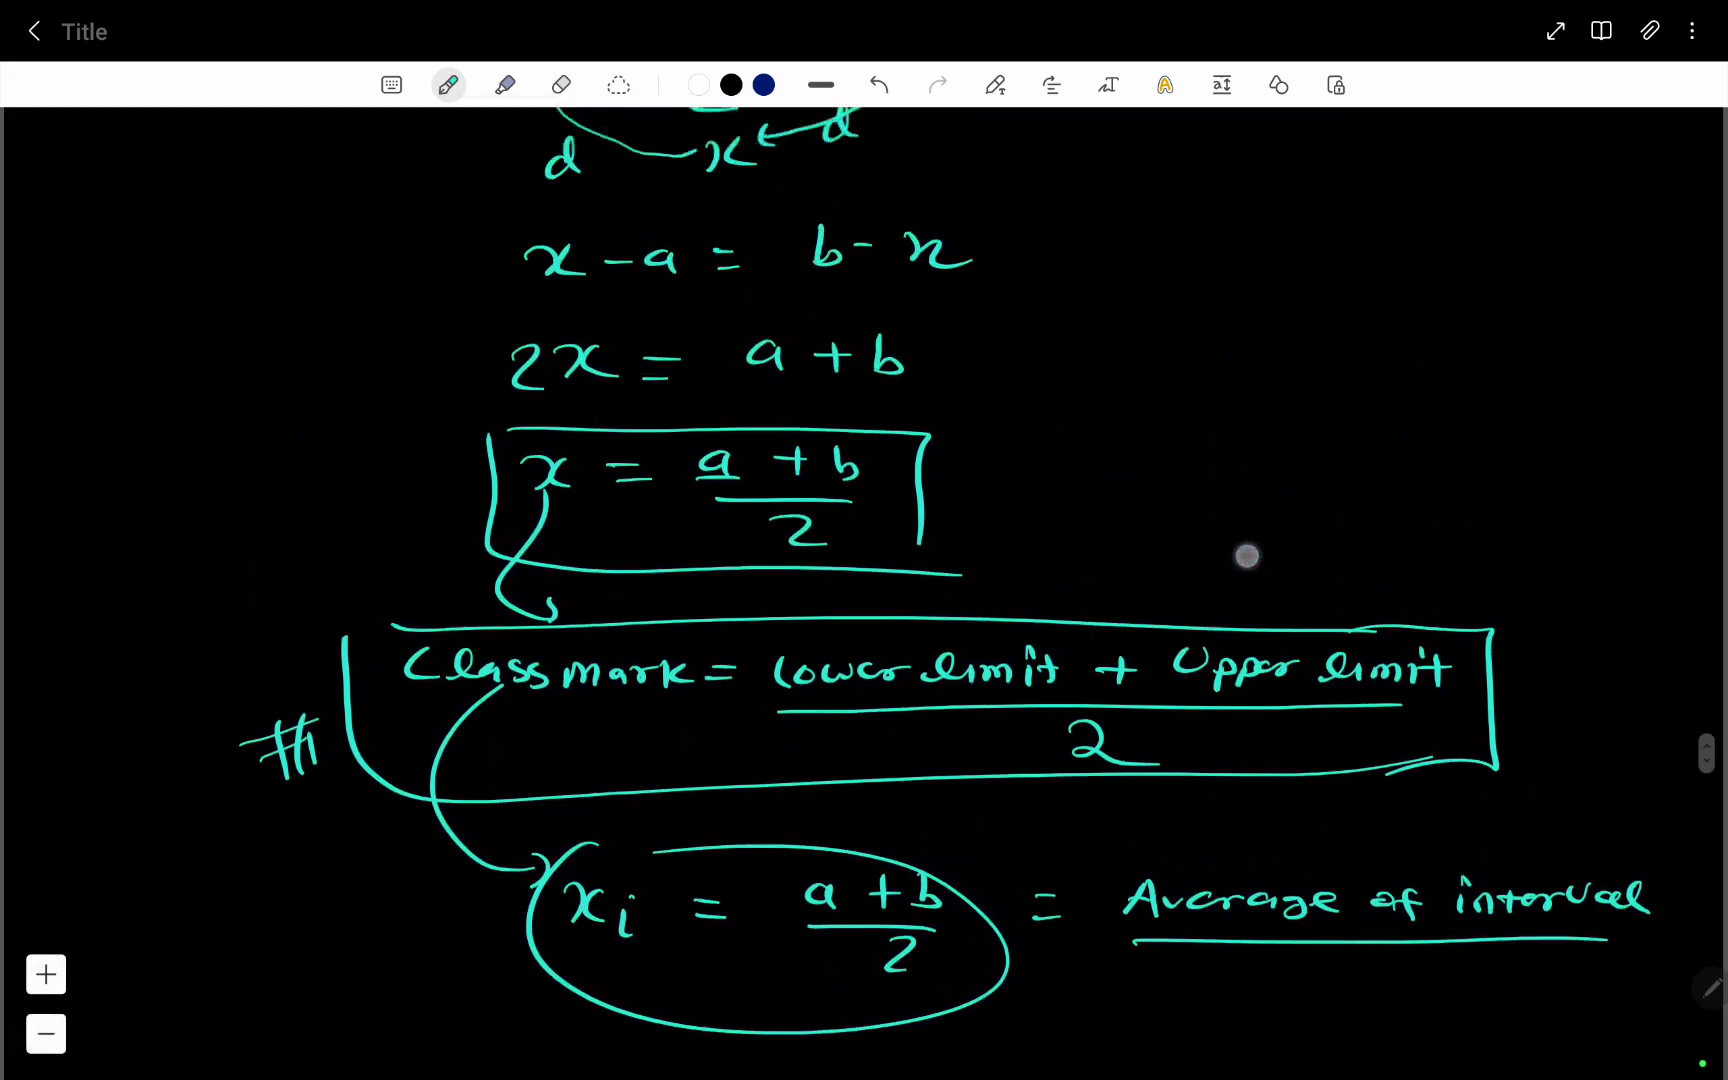 Title
d x d
x - a = b - x
2x = a + b
x = a + b / 2
Class mark = Lower limit + Upper limit / 2
xi = a + b / 2 = Average of interval